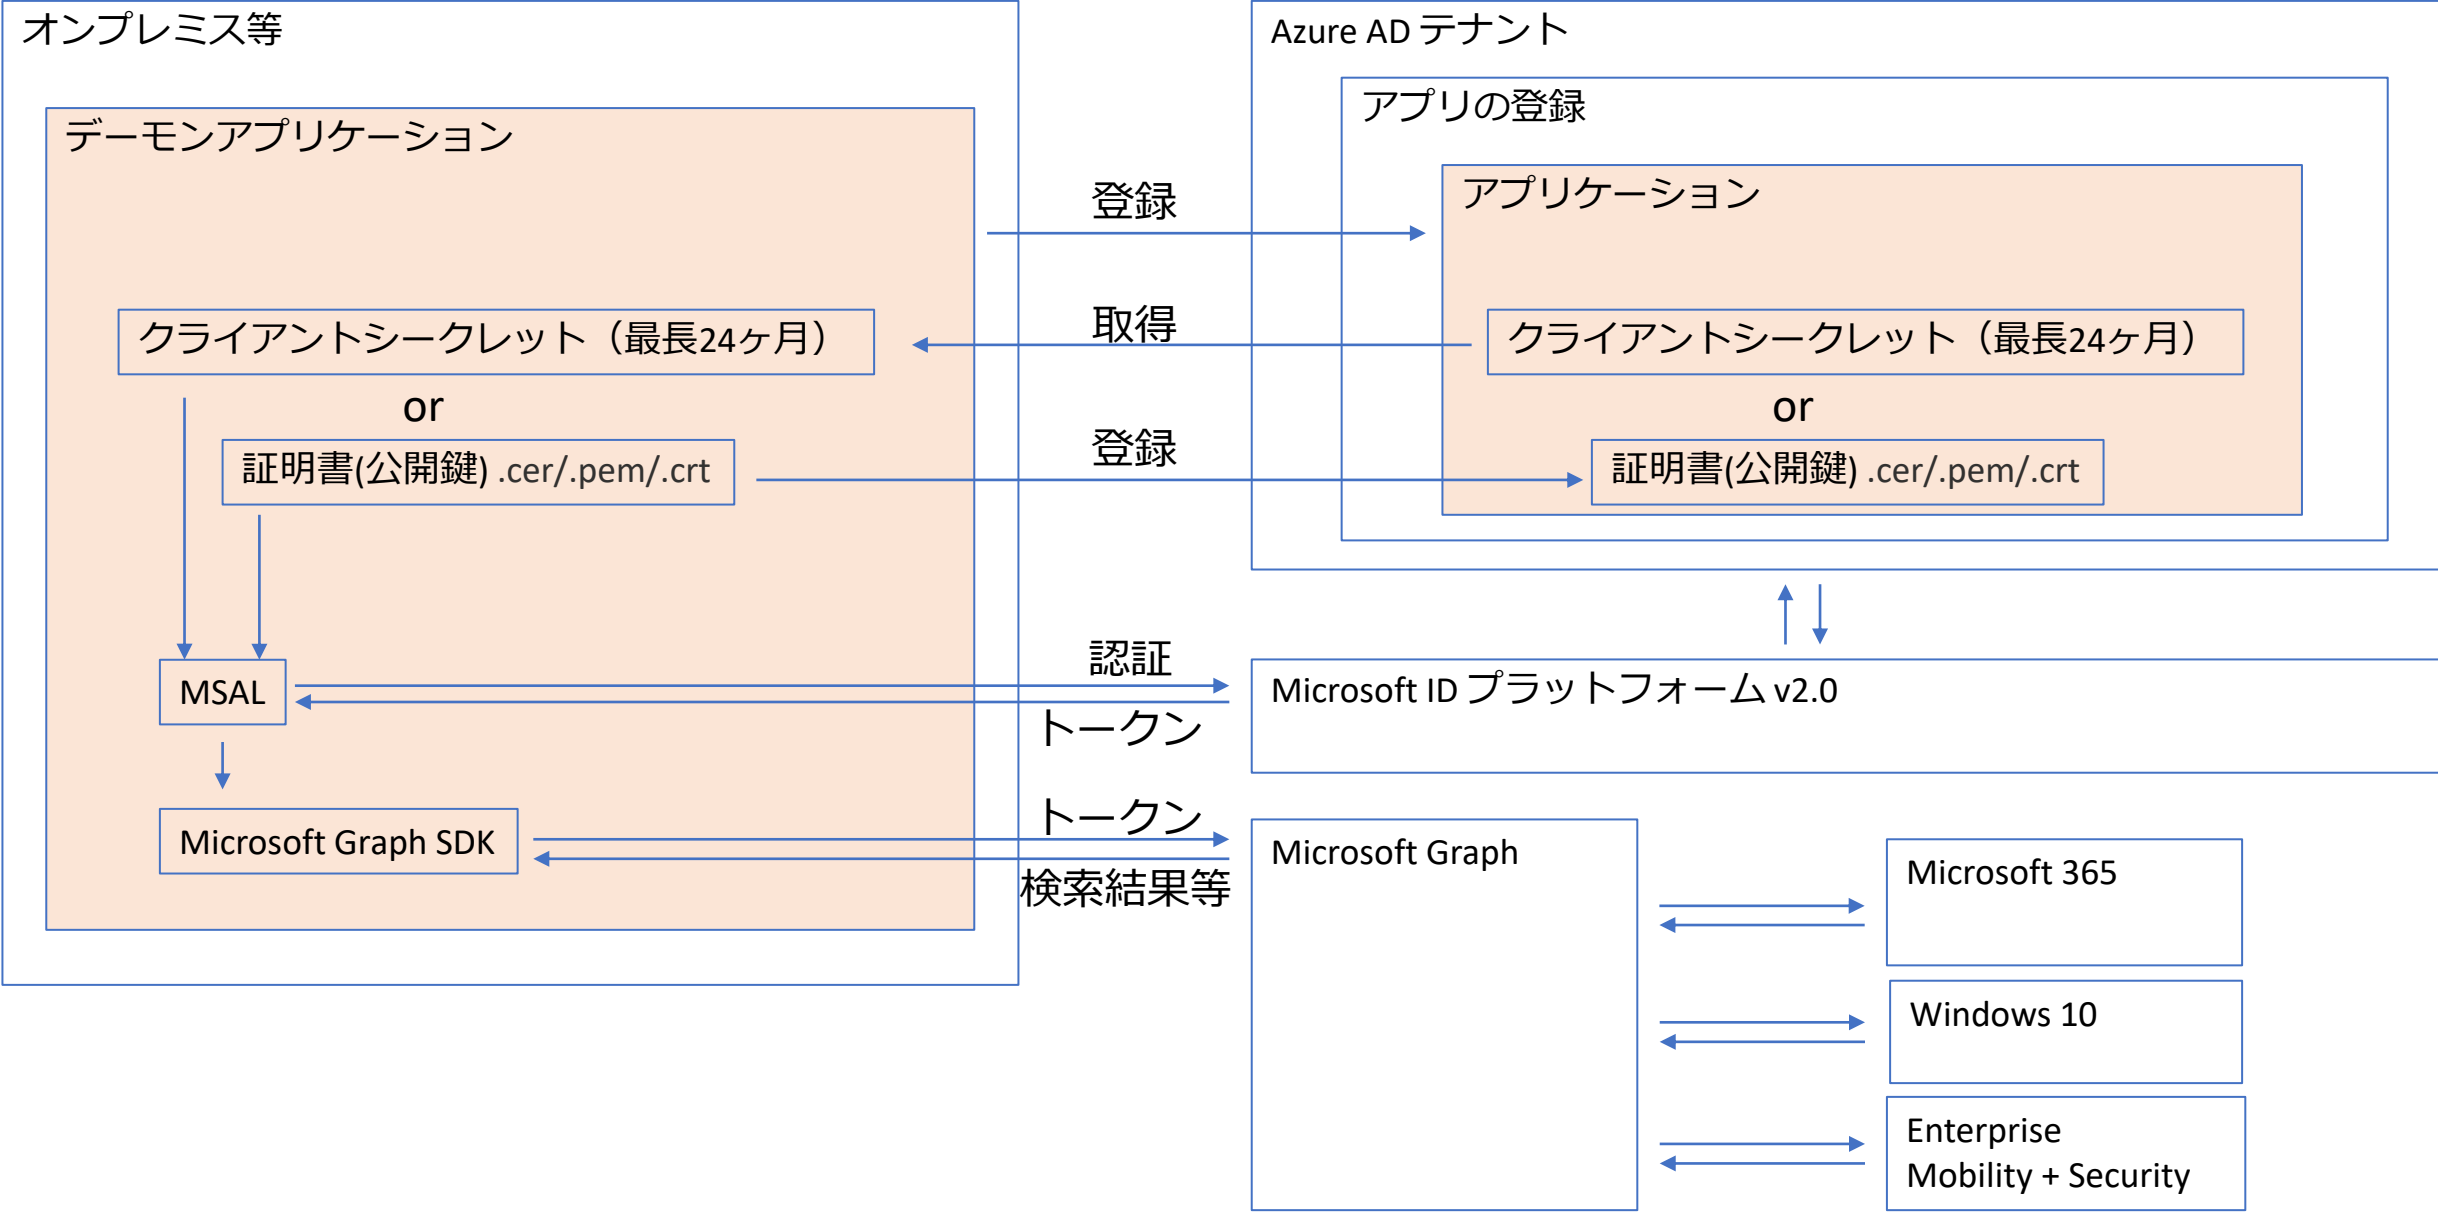 オンプレミス等
デーモンアプリケーション
クライアントシークレット（最長24ヶ月）
or
証明書(公開鍵) .cer/.pem/.crt
MSAL
Microsoft Graph SDK
登録
取得
登録
認証
トークン
トークン
検索結果等
Azure AD テナント
アプリの登録
アプリケーション
クライアントシークレット（最長24ヶ月）
or
証明書(公開鍵) .cer/.pem/.crt
Microsoft ID プラットフォーム v2.0
Microsoft Graph
Microsoft 365
Windows 10
Enterprise
Mobility + Security